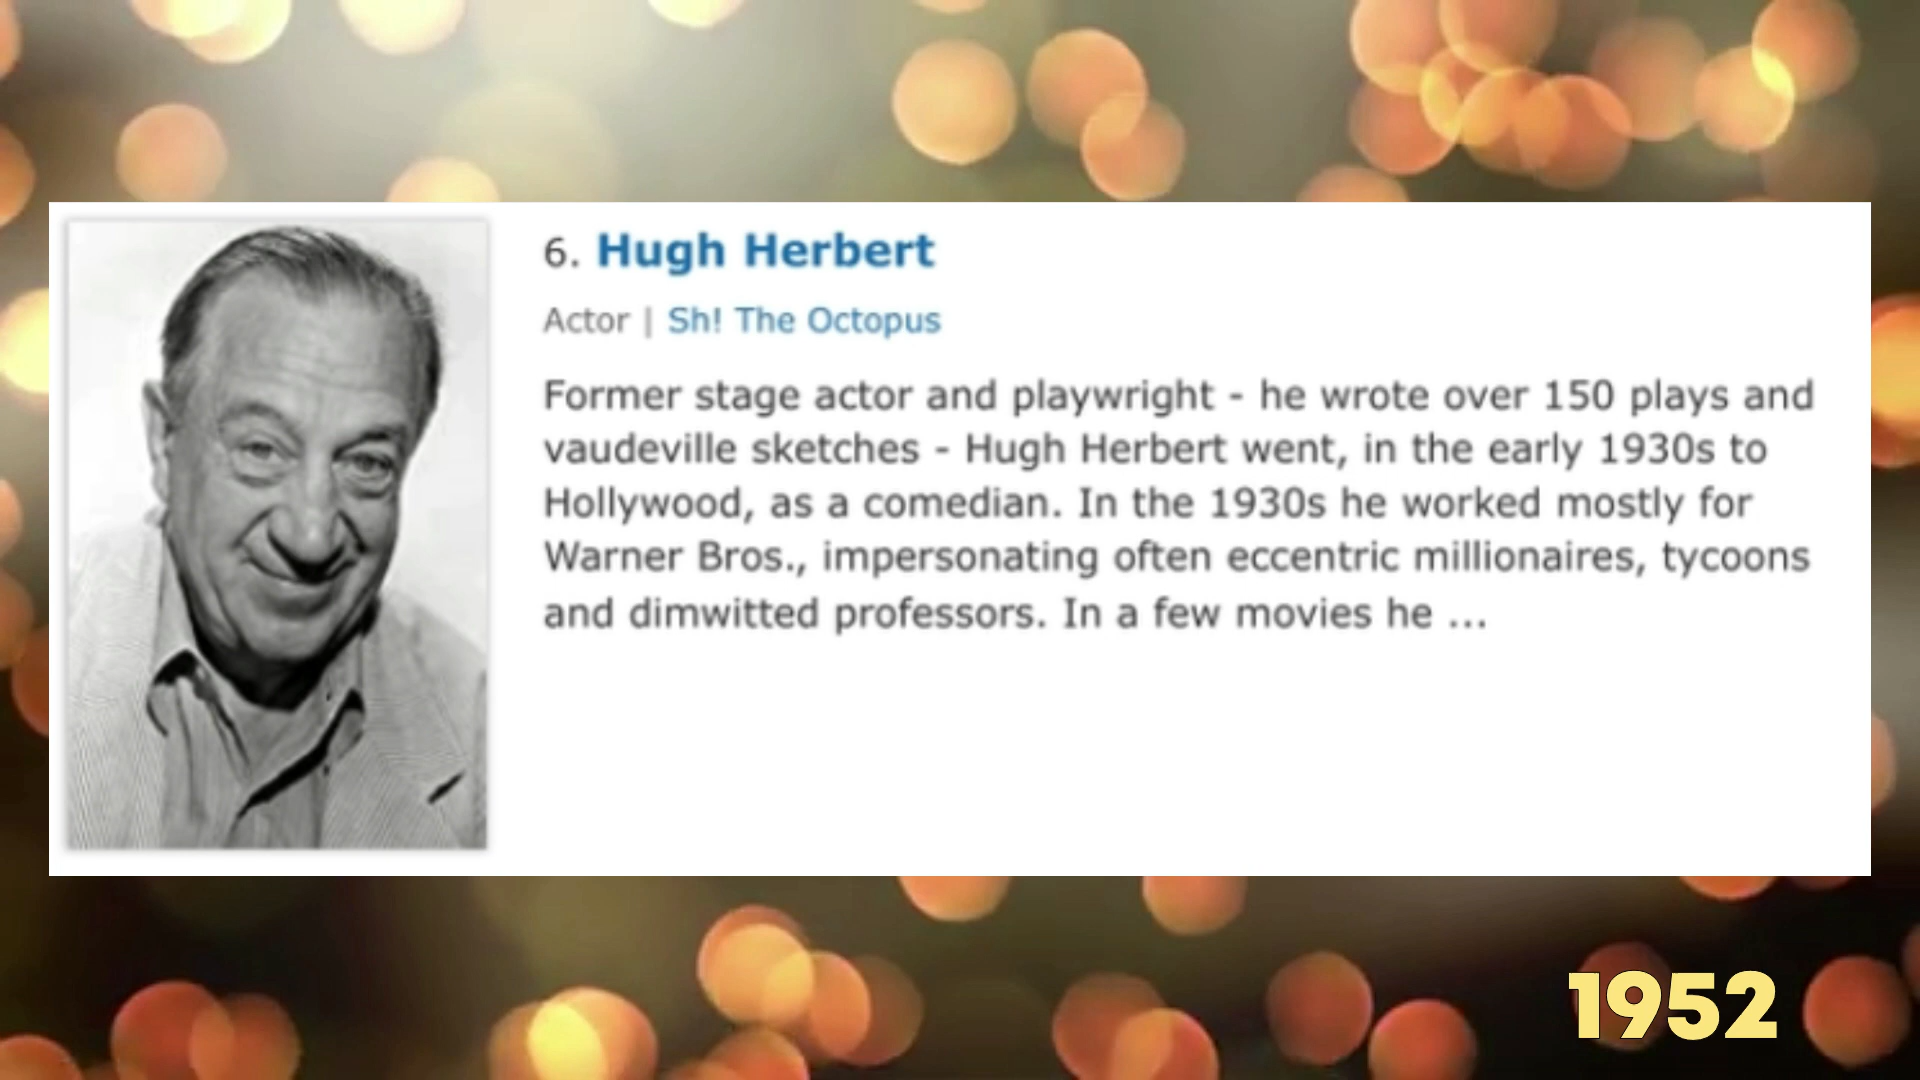 6. Hugh Herbert
Actor | Sh! The Octopus
Former stage actor and playwright - he wrote over 150 plays and
vaudeville sketches - Hugh Herbert went, in the early 1930s to
Hollywood, as a comedian. In the 1930s he worked mostly for
Warner Bros., impersonating often eccentric millionaires, tycoons
and dimwitted professors. In a few movies he ...
1952